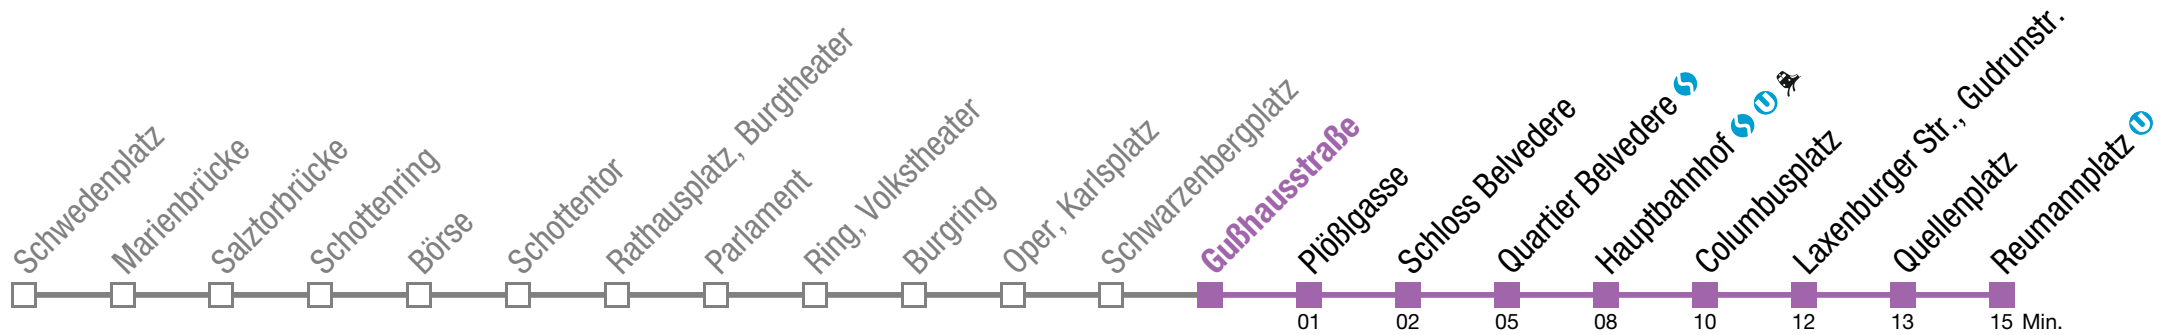 Schwedenplatz
Marienbrücke
Salztorbrücke
Schottenring
Börse
Schottentor
Rathausplatz, Burgtheater
Parlament
Ring, Volkstheater
Burgring
Oper, Karlsplatz
Schwarzenbergplatz
Gußhausstraße
Plößlgasse
Schloss Belvedere
Quartier Belvedere S
Hauptbahnhof S U
Columbusplatz
Laxenburger Str., Gudrunstr.
Quellenplatz
Reumannplatz U
01 02 05 08 10 12 13 15 Min.